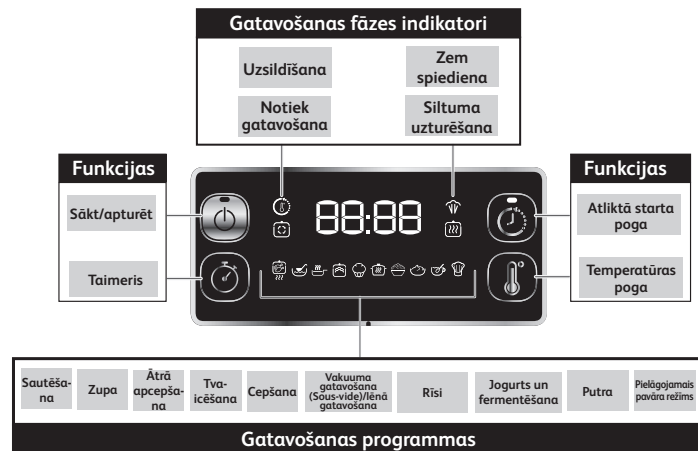 Gatavošanas fāzes indikatori
Uzsildīšana
Zem
spiediena
Notiek
gatavošana
Siltuma
uzturēšana
Funkcijas
Sākt/apturēt
Taimeris
88:88
Funkcijas
Atliktā starta
poga
Temperatūras
poga
Sautēša-
na
Zupa
Ātrā
apcepša-
na
Tva-
icēšana
Cepšana
Vakuuma
gatavošana
(Sous-vide)/lēnā
gatavošana
Rīsi
Jogurts un
fermentēšana
Putra
Pielāgojamais
pavāra režīms
Gatavošanas programmas